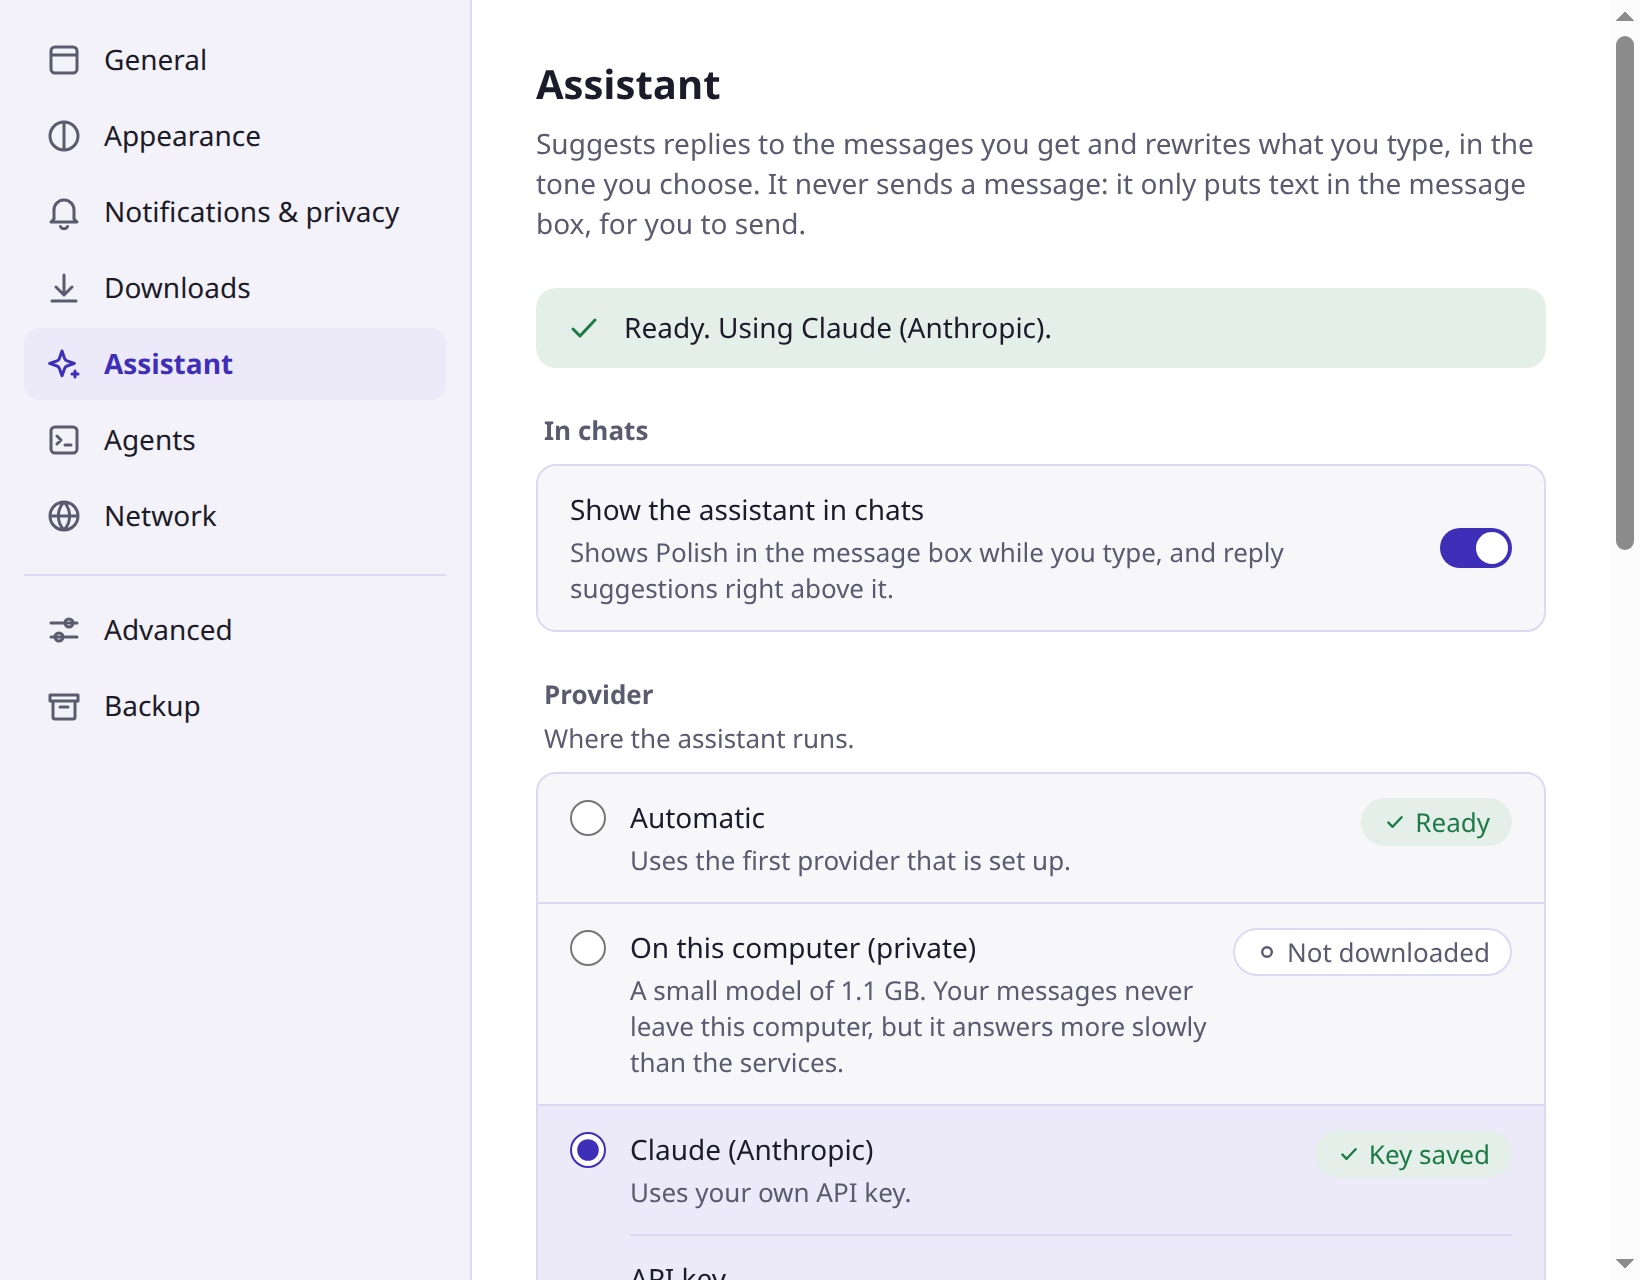 General
Appearance
Notifications & privacy
Downloads
Assistant
Agents
Network
Advanced
Backup
Assistant
Suggests replies to the messages you get and rewrites what you type, in the
tone you choose. It never sends a message: it only puts text in the message
box, for you to send.
Ready. Using Claude (Anthropic).
In chats
Show the assistant in chats
Shows Polish in the message box while you type, and reply
suggestions right above it.
Provider
Where the assistant runs.
Automatic
Ready
Uses the first provider that is set up.
On this computer (private)
Not downloaded
A small model of 1.1 GB. Your messages never
leave this computer, but it answers more slowly
than the services.
Claude (Anthropic)
Key saved
Uses your own API key.
API key